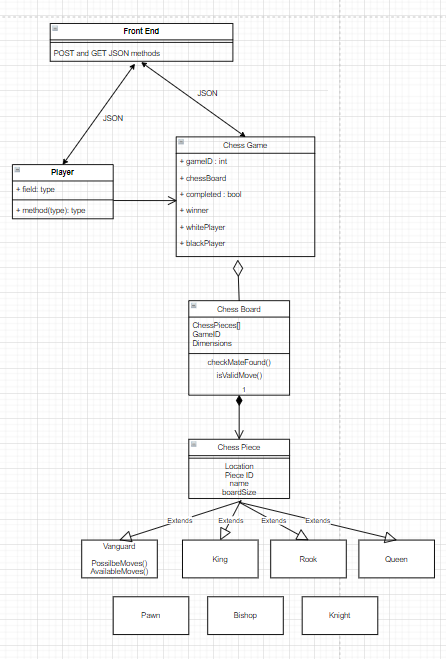 Front End
POST and GET JSON methods
JSON
JSON
Chess Game
+ gameID : int
+ chessBoard
+ completed : bool
+ winner
+ whitePlayer
+ blackPlayer
Player
+ field: type
+ method(type): type
Chess Board
ChessPieces[]
GameID
Dimensions
checkMateFound()
isValidMove()
1
Chess Piece
Location
Piece ID
name
boardSize
Extends
Extends
Extends
Extends
Vanguard
PossilbeMoves()
AvailableMoves()
King
Rook
Queen
Pawn
Bishop
Knight